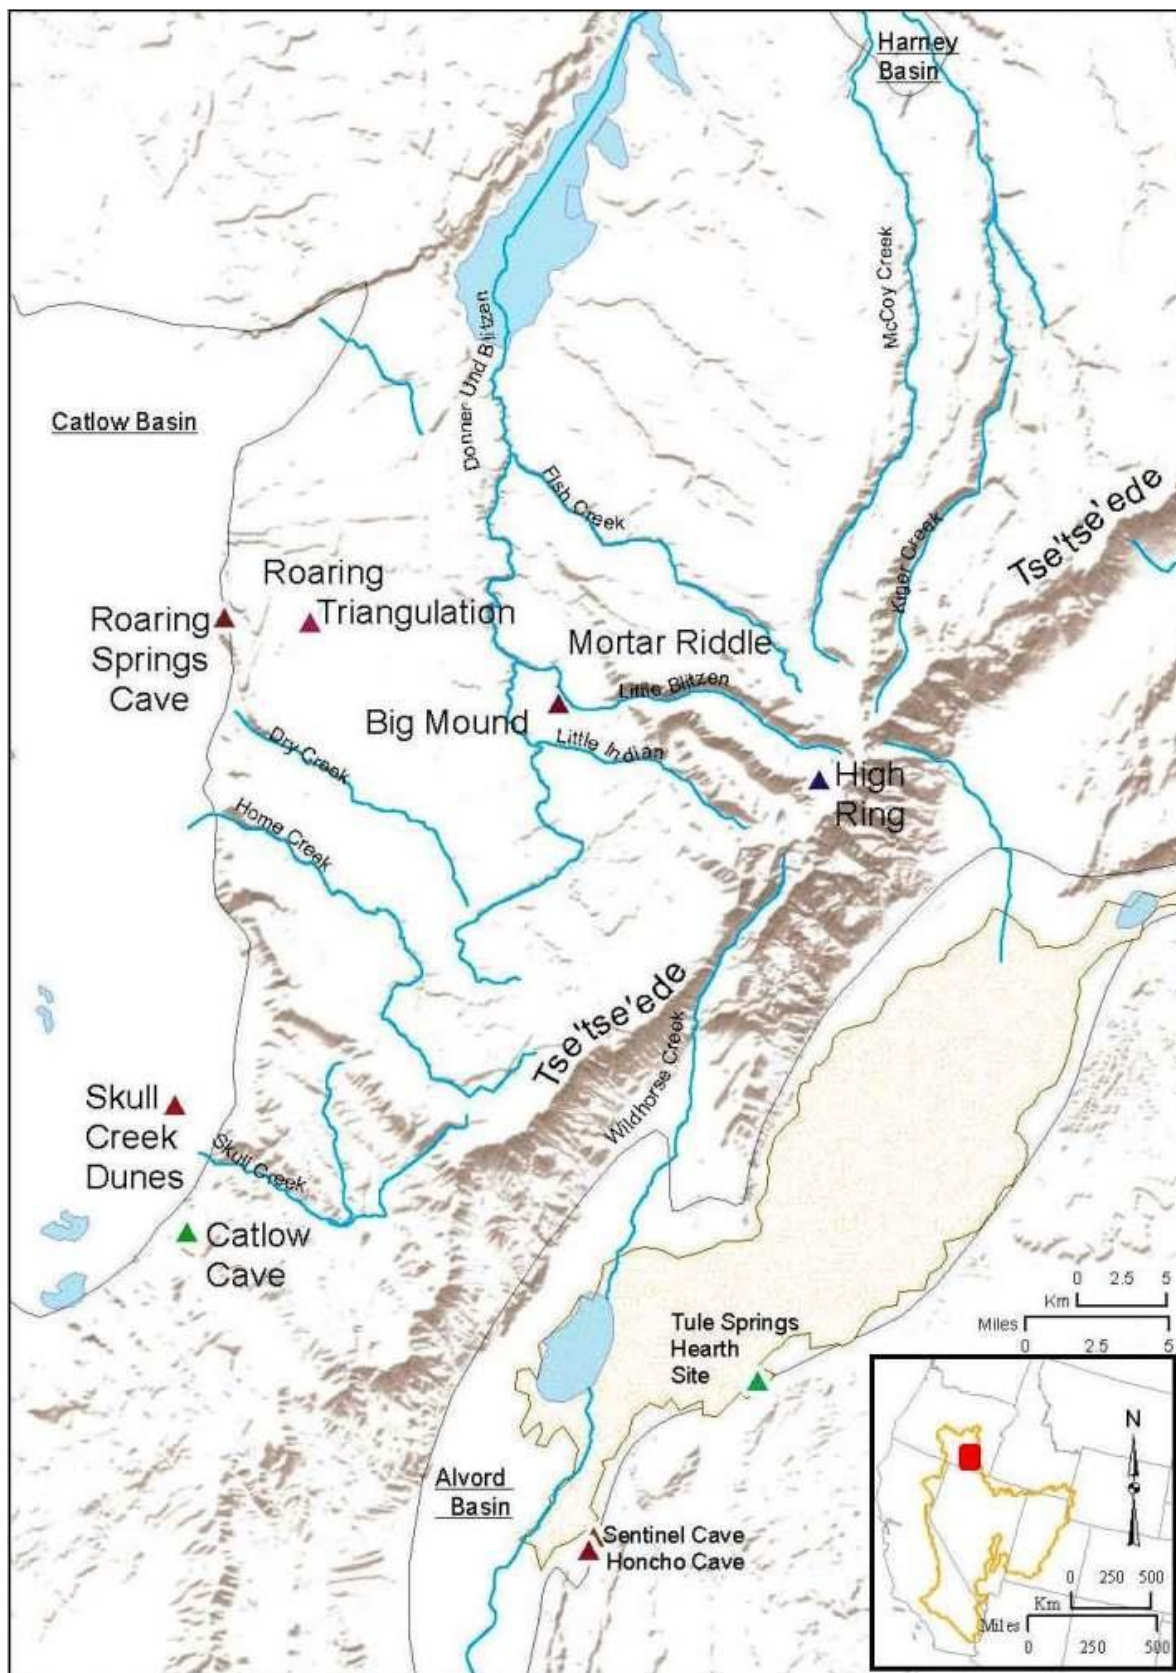 Harney
Basin
McCoy Creek
Donner Und Blitzen
Catlow Basin
Fish Creek
Kiger Creek
Tse'tse'ede
Roaring
Triangulation
Roaring
Springs
Cave
Mortar Riddle
Little Blitzen
Big Mound
Little Indian
Dry Creek
High
Ring
Home Creek
Tse'tse'ede
Wildhorse Creek
Skull
Creek
Dunes
Skull Creek
Catlow
Cave
0 2.5 5
Km
Miles
0 2.5 5
Tule Springs
Hearth
Site
N
Alvord
Basin
Sentinel Cave
Honcho Cave
0 250 500
Km
Miles
0 250 500